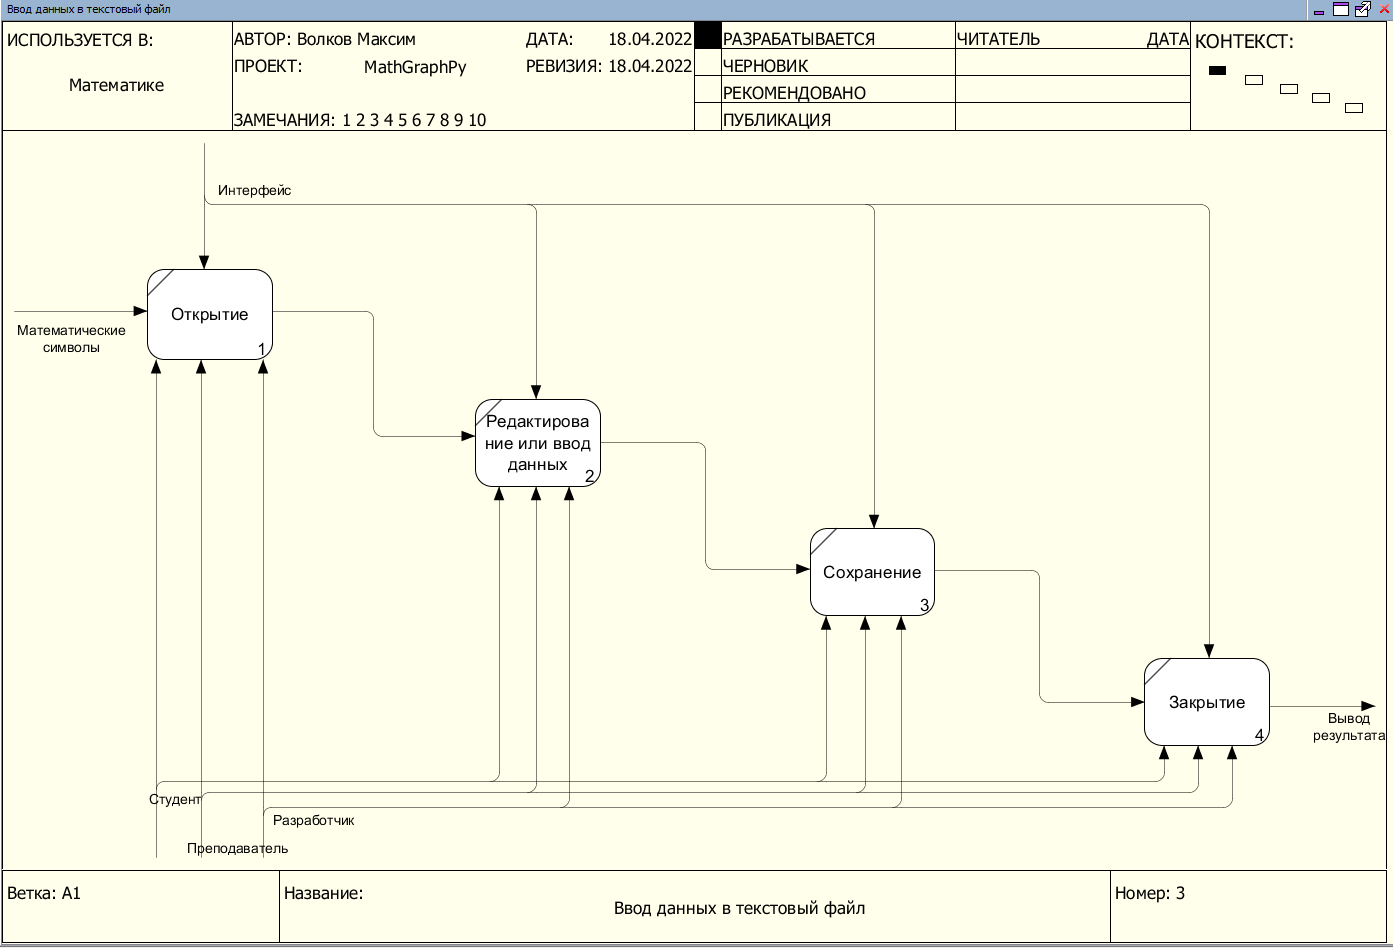 Ввод данных в текстовый файл
ИСПОЛЬЗУЕТСЯ В:
Математике
АВТОР: Волков Максим
ДАТА: 18.04.2022
ПРОЕКТ: MathGraphPy
РЕВИЗИЯ: 18.04.2022
ЗАМЕЧАНИЯ: 1 2 3 4 5 6 7 8 9 10
РАЗРАБАТЫВАЕТСЯ
ЧЕРНОВИК
РЕКОМЕНДОВАНО
ПУБЛИКАЦИЯ
ЧИТАТЕЛЬ
ДАТА
КОНТЕКСТ:
Интерфейс
Математические
символы
Открытие
1
Редактирова
ние или ввод
данных
2
Сохранение
3
Закрытие
4
Вывод
результата
Студент
Разработчик
Преподаватель
Ветка: A1
Название:
Ввод данных в текстовый файл
Номер: 3